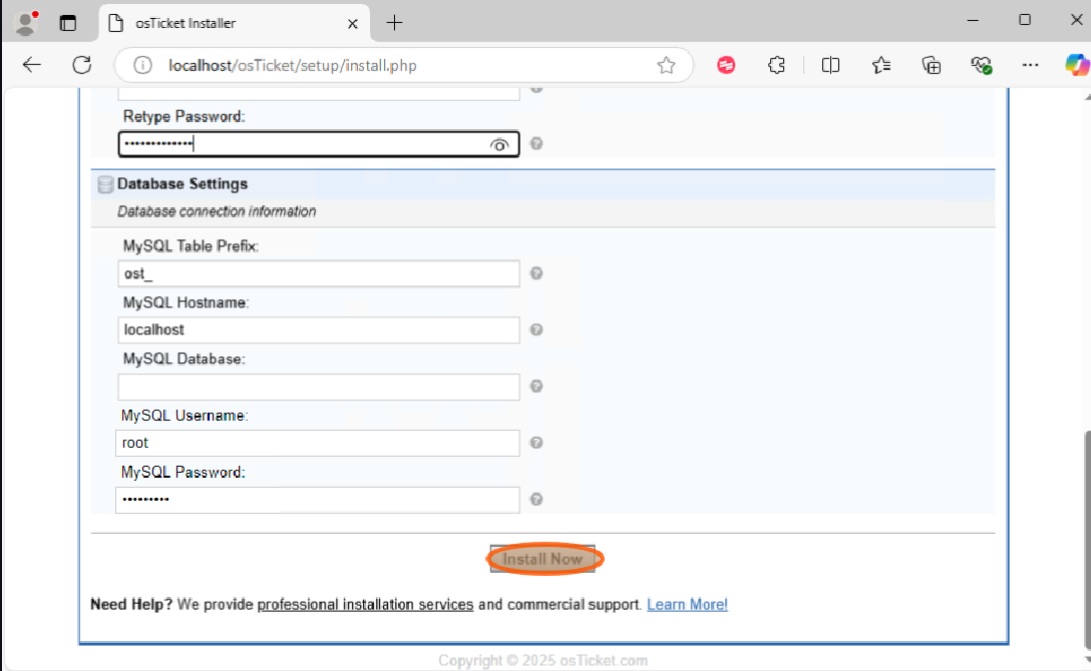 osTicket Installer
localhost/osTicket/setup/install.php
Retype Password:
•••••••••••••
Database Settings
Database connection information
MySQL Table Prefix:
ost_
MySQL Hostname:
localhost
MySQL Database:
MySQL Username:
root
MySQL Password:
•••••••••
Install Now
Need Help? We provide professional installation services and commercial support. Learn More!
Copyright © 2025 osTicket.com